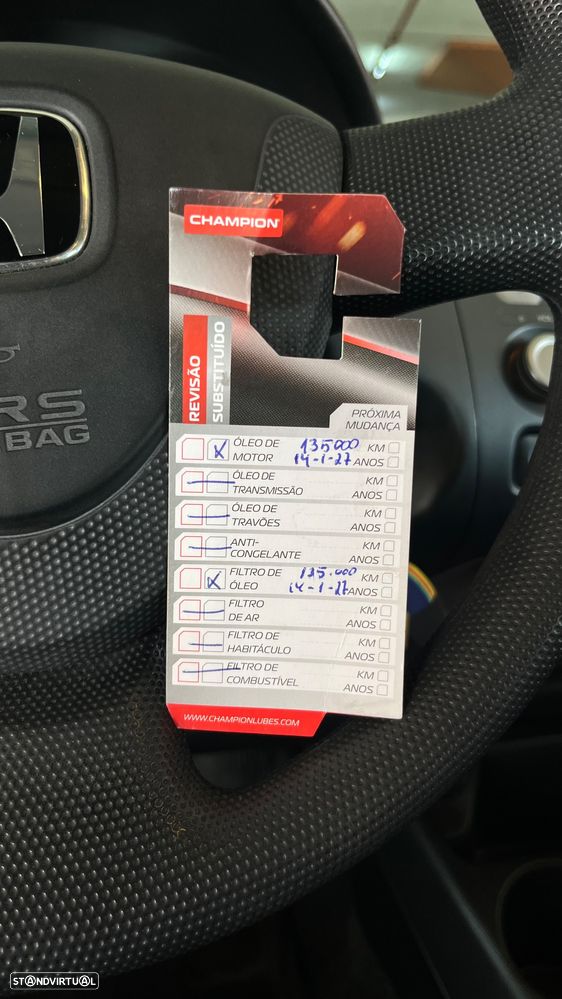 CHAMPION
REVISÃO
SUBSTITUÍDO
PRÓXIMA
MUDANÇA
X ÓLEO DE 135000 KM
MOTOR 14-1-27 ANOS
ÓLEO DE KM
TRANSMISSÃO ANOS
ÓLEO DE KM
TRAVÕES ANOS
ANTI- KM
CONGELANTE ANOS
X FILTRO DE 135.000 KM
ÓLEO 14-1-27 ANOS
FILTRO KM
DE AR ANOS
FILTRO DE KM
HABITÁCULO ANOS
FILTRO DE KM
COMBUSTÍVEL ANOS
WWW.CHAMPIONLUBES.COM
RS
BAG
STANDVIRTUAL